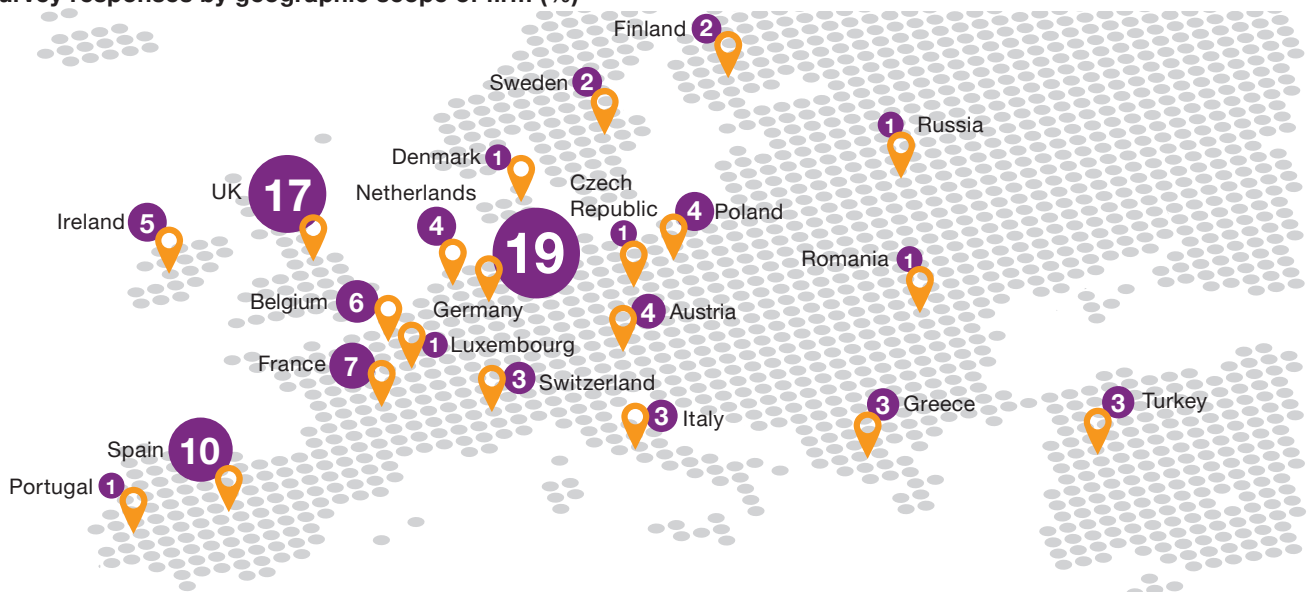 Finland 2
Sweden 2
1 Russia
Denmark 1
UK 17
Netherlands
4
Czech
Republic
1
4 Poland
Ireland 5
19
Germany
Romania 1
Belgium 6
4 Austria
1 Luxembourg
France 7
3 Switzerland
3 Italy
3 Greece
3 Turkey
Spain 10
Portugal 1